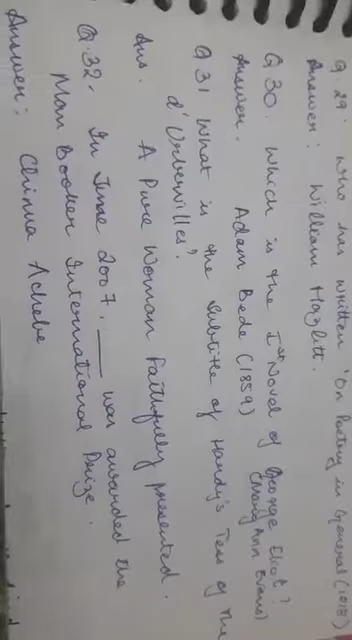 Q.29. Who has written 'On Poetry in General (1818)
Answer: William Hazlitt.
Q.30. Which is the Ist Novel of George Eliot?
(Mary Ann Evans)
Answer. Adam Bede (1859)
Q.31 What is the Subtitle of Hardy's Tess of the
d'Urbervilles?
Ans. A Pure Woman Faithfully presented.
Q.32. In June 2007, ____ was awarded the
Man Booker International Prize.
Answer: Chinua Achebe